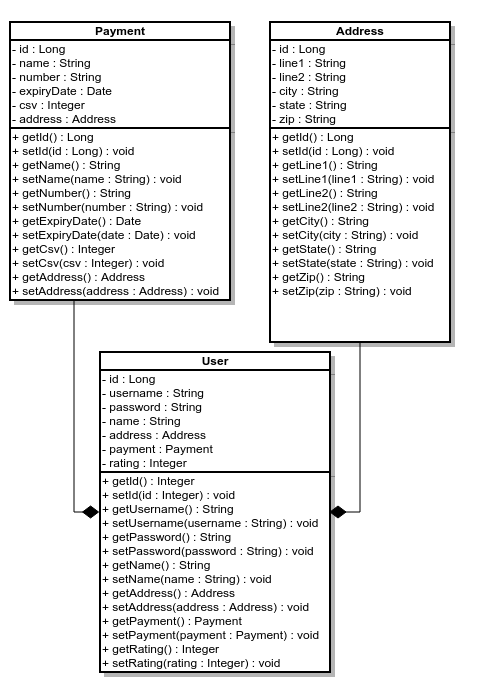 Payment
- id : Long
- name : String
- number : String
- expiryDate : Date
- csv : Integer
- address : Address
+ getId() : Long
+ setId(id : Long) : void
+ getName() : String
+ setName(name : String) : void
+ getNumber() : String
+ setNumber(number : String) : void
+ getExpiryDate() : Date
+ setExpiryDate(date : Date) : void
+ getCsv() : Integer
+ setCsv(csv : Integer) : void
+ getAddress() : Address
+ setAddress(address : Address) : void
Address
- id : Long
- line1 : String
- line2 : String
- city : String
- state : String
- zip : String
+ getId() : Long
+ setId(id : Long) : void
+ getLine1() : String
+ setLine1(line1 : String) : void
+ getLine2() : String
+ setLine2(line2 : String) : void
+ getCity() : String
+ setCity(city : String) : void
+ getState() : String
+ setState(state : String) : void
+ getZip() : String
+ setZip(zip : String) : void
User
- id : Long
- username : String
- password : String
- name : String
- address : Address
- payment : Payment
- rating : Integer
+ getId() : Integer
+ setId(id : Integer) : void
+ getUsername() : String
+ setUsername(username : String) : void
+ getPassword() : String
+ setPassword(password : String) : void
+ getName() : String
+ setName(name : String) : void
+ getAddress() : Address
+ setAddress(address : Address) : void
+ getPayment() : Payment
+ setPayment(payment : Payment) : void
+ getRating() : Integer
+ setRating(rating : Integer) : void